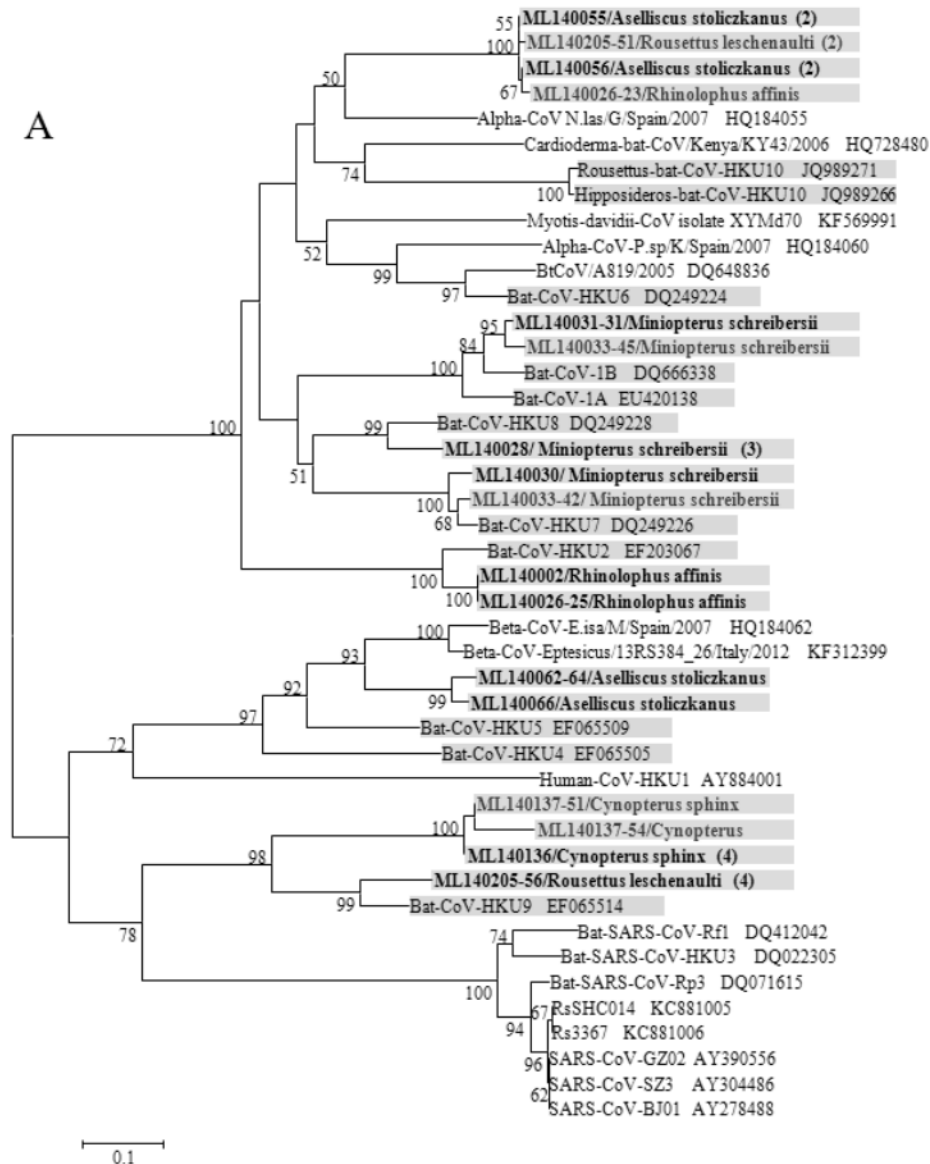 A
55
ML140055/Aselliscus stoliczkanus (2)
100
ML140205-51/Rousettus leschenaulti (2)
ML140056/Aselliscus stoliczkanus (2)
67
ML140026-23/Rhinolophus affinis
50
Alpha-CoV N.las/G/Spain/2007 HQ184055
Cardioderma-bat-CoV/Kenya/KY43/2006 HQ728480
74
Rousettus-bat-CoV-HKU10 JQ989271
100
Hipposideros-bat-CoV-HKU10 JQ989266
Myotis-davidii-CoV isolate XYMd70 KF569991
52
Alpha-CoV-P.sp/K/Spain/2007 HQ184060
99
BtCoV/A819/2005 DQ648836
97
Bat-CoV-HKU6 DQ249224
95
ML140031-31/Miniopterus schreibersii
84
ML140033-45/Miniopterus schreibersii
100
Bat-CoV-1B DQ666338
Bat-CoV-1A EU420138
100
99
Bat-CoV-HKU8 DQ249228
ML140028/ Miniopterus schreibersii (3)
51
ML140030/ Miniopterus schreibersii
100
ML140033-42/ Miniopterus schreibersii
68
Bat-CoV-HKU7 DQ249226
Bat-CoV-HKU2 EF203067
100
ML140002/Rhinolophus affinis
100
ML140026-25/Rhinolophus affinis
100
Beta-CoV-E.isa/M/Spain/2007 HQ184062
Beta-CoV-Eptesicus/13RS384_26/Italy/2012 KF312399
93
ML140062-64/Aselliscus stoliczkanus
92
99
ML140066/Aselliscus stoliczkanus
97
Bat-CoV-HKU5 EF065509
72
Bat-CoV-HKU4 EF065505
Human-CoV-HKU1 AY884001
ML140137-51/Cynopterus sphinx
100
ML140137-54/Cynopterus
ML140136/Cynopterus sphinx (4)
98
ML140205-56/Rousettus leschenaulti (4)
99
Bat-CoV-HKU9 EF065514
78
74
Bat-SARS-CoV-Rf1 DQ412042
Bat-SARS-CoV-HKU3 DQ022305
100
Bat-SARS-CoV-Rp3 DQ071615
67
RsSHC014 KC881005
94
Rs3367 KC881006
96
SARS-CoV-GZ02 AY390556
SARS-CoV-SZ3 AY304486
62
SARS-CoV-BJ01 AY278488
0.1